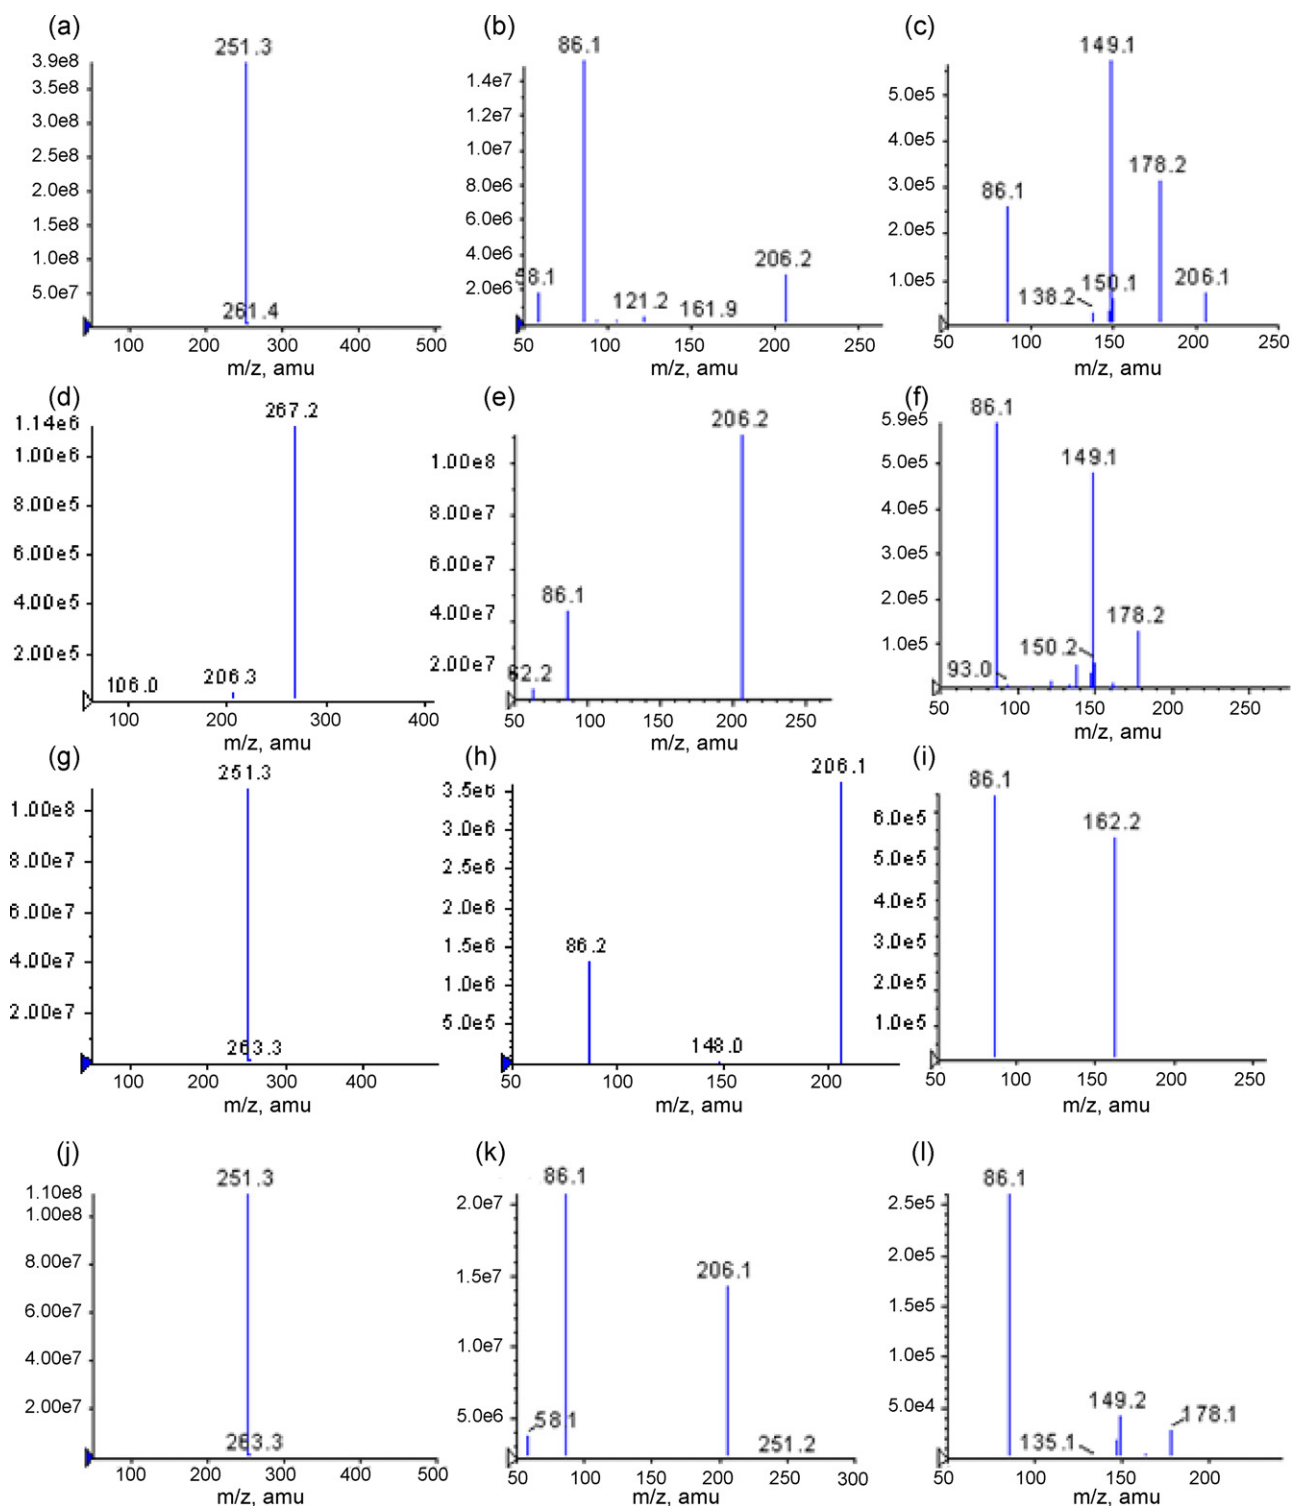 (a)
251.3
3.9e8
3.5e8
3.0e8
2.5e8
2.0e8
1.5e8
1.0e8
5.0e7
261.4
100 200 300 400 500
m/z, amu
(b)
86.1
1.4e7
1.2e7
1.0e7
8.0e6
6.0e6
4.0e6
2.0e6
58.1
121.2
161.9
206.2
50 100 150 200 250
m/z, amu
(c)
149.1
5.0e5
4.0e5
3.0e5
2.0e5
1.0e5
86.1
178.2
138.2
150.1
206.1
100 150 200 250
m/z, amu
(d)
267.2
1.14e6
1.00e6
8.00e5
6.00e5
4.00e5
2.00e5
106.0
206.3
100 200 300 400
m/z, amu
(e)
206.2
1.00e8
8.00e7
6.00e7
4.00e7
2.00e7
86.1
62.2
50 100 150 200 250
m/z, amu
(f)
86.1
5.9e5
5.0e5
4.0e5
3.0e5
2.0e5
1.0e5
149.1
178.2
150.2
93.0
50 100 150 200 250
m/z, amu
(g)
251.3
1.00e8
8.00e7
6.00e7
4.00e7
2.00e7
263.3
100 200 300 400
m/z, amu
(h)
206.1
3.5e6
3.0e6
2.5e6
2.0e6
1.5e6
1.0e6
5.0e5
86.2
148.0
50 100 150 200
m/z, amu
(i)
86.1
162.2
6.0e5
5.0e5
4.0e5
3.0e5
2.0e5
1.0e5
50 100 150 200 250
m/z, amu
(j)
251.3
1.10e8
1.00e8
8.00e7
6.00e7
4.00e7
2.00e7
263.3
100 200 300 400 500
m/z, amu
(k)
86.1
2.0e7
1.5e7
1.0e7
5.0e6
206.1
58.1
251.2
50 100 150 200 250 300
m/z, amu
(l)
86.1
2.5e5
2.0e5
1.5e5
1.0e5
5.0e4
149.2
178.1
135.1
50 100 150 200
m/z, amu